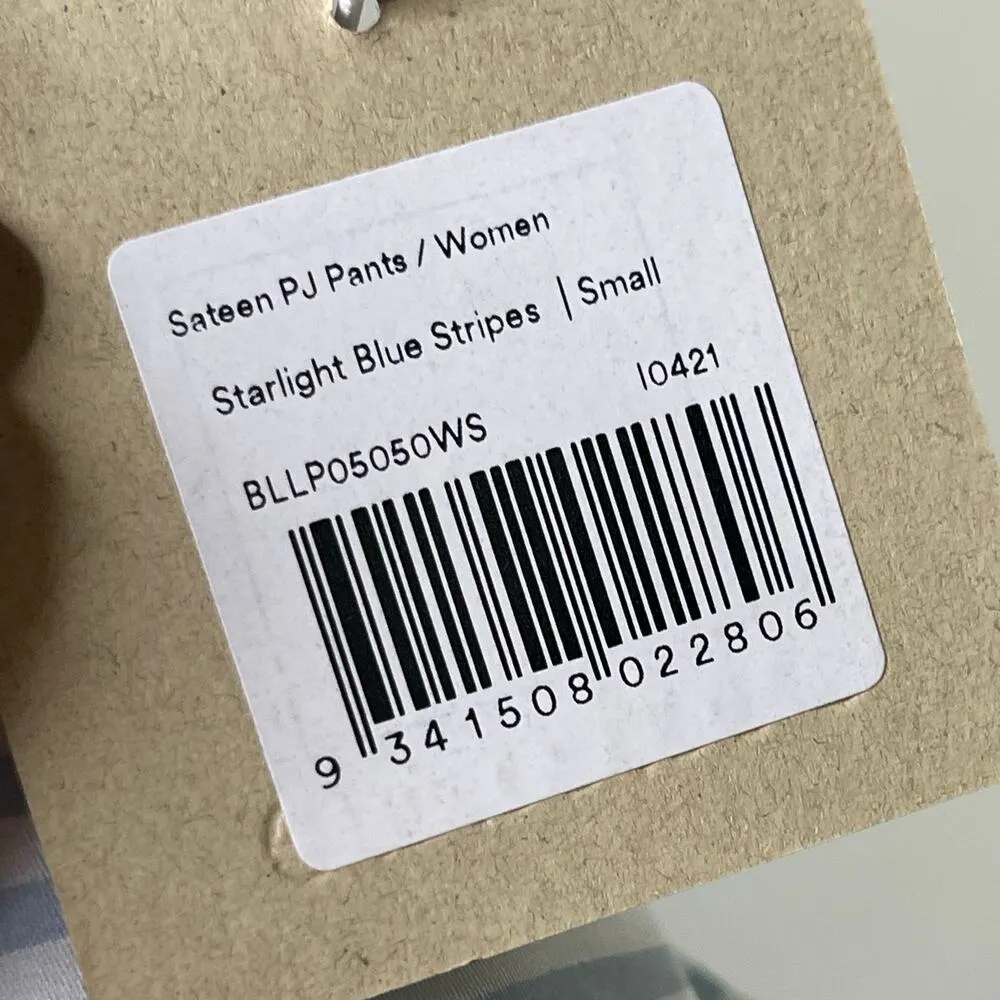 Sateen PJ Pants / Women
Starlight Blue Stripes | Small
I0421
BLLP05050WS
9 341508 022806